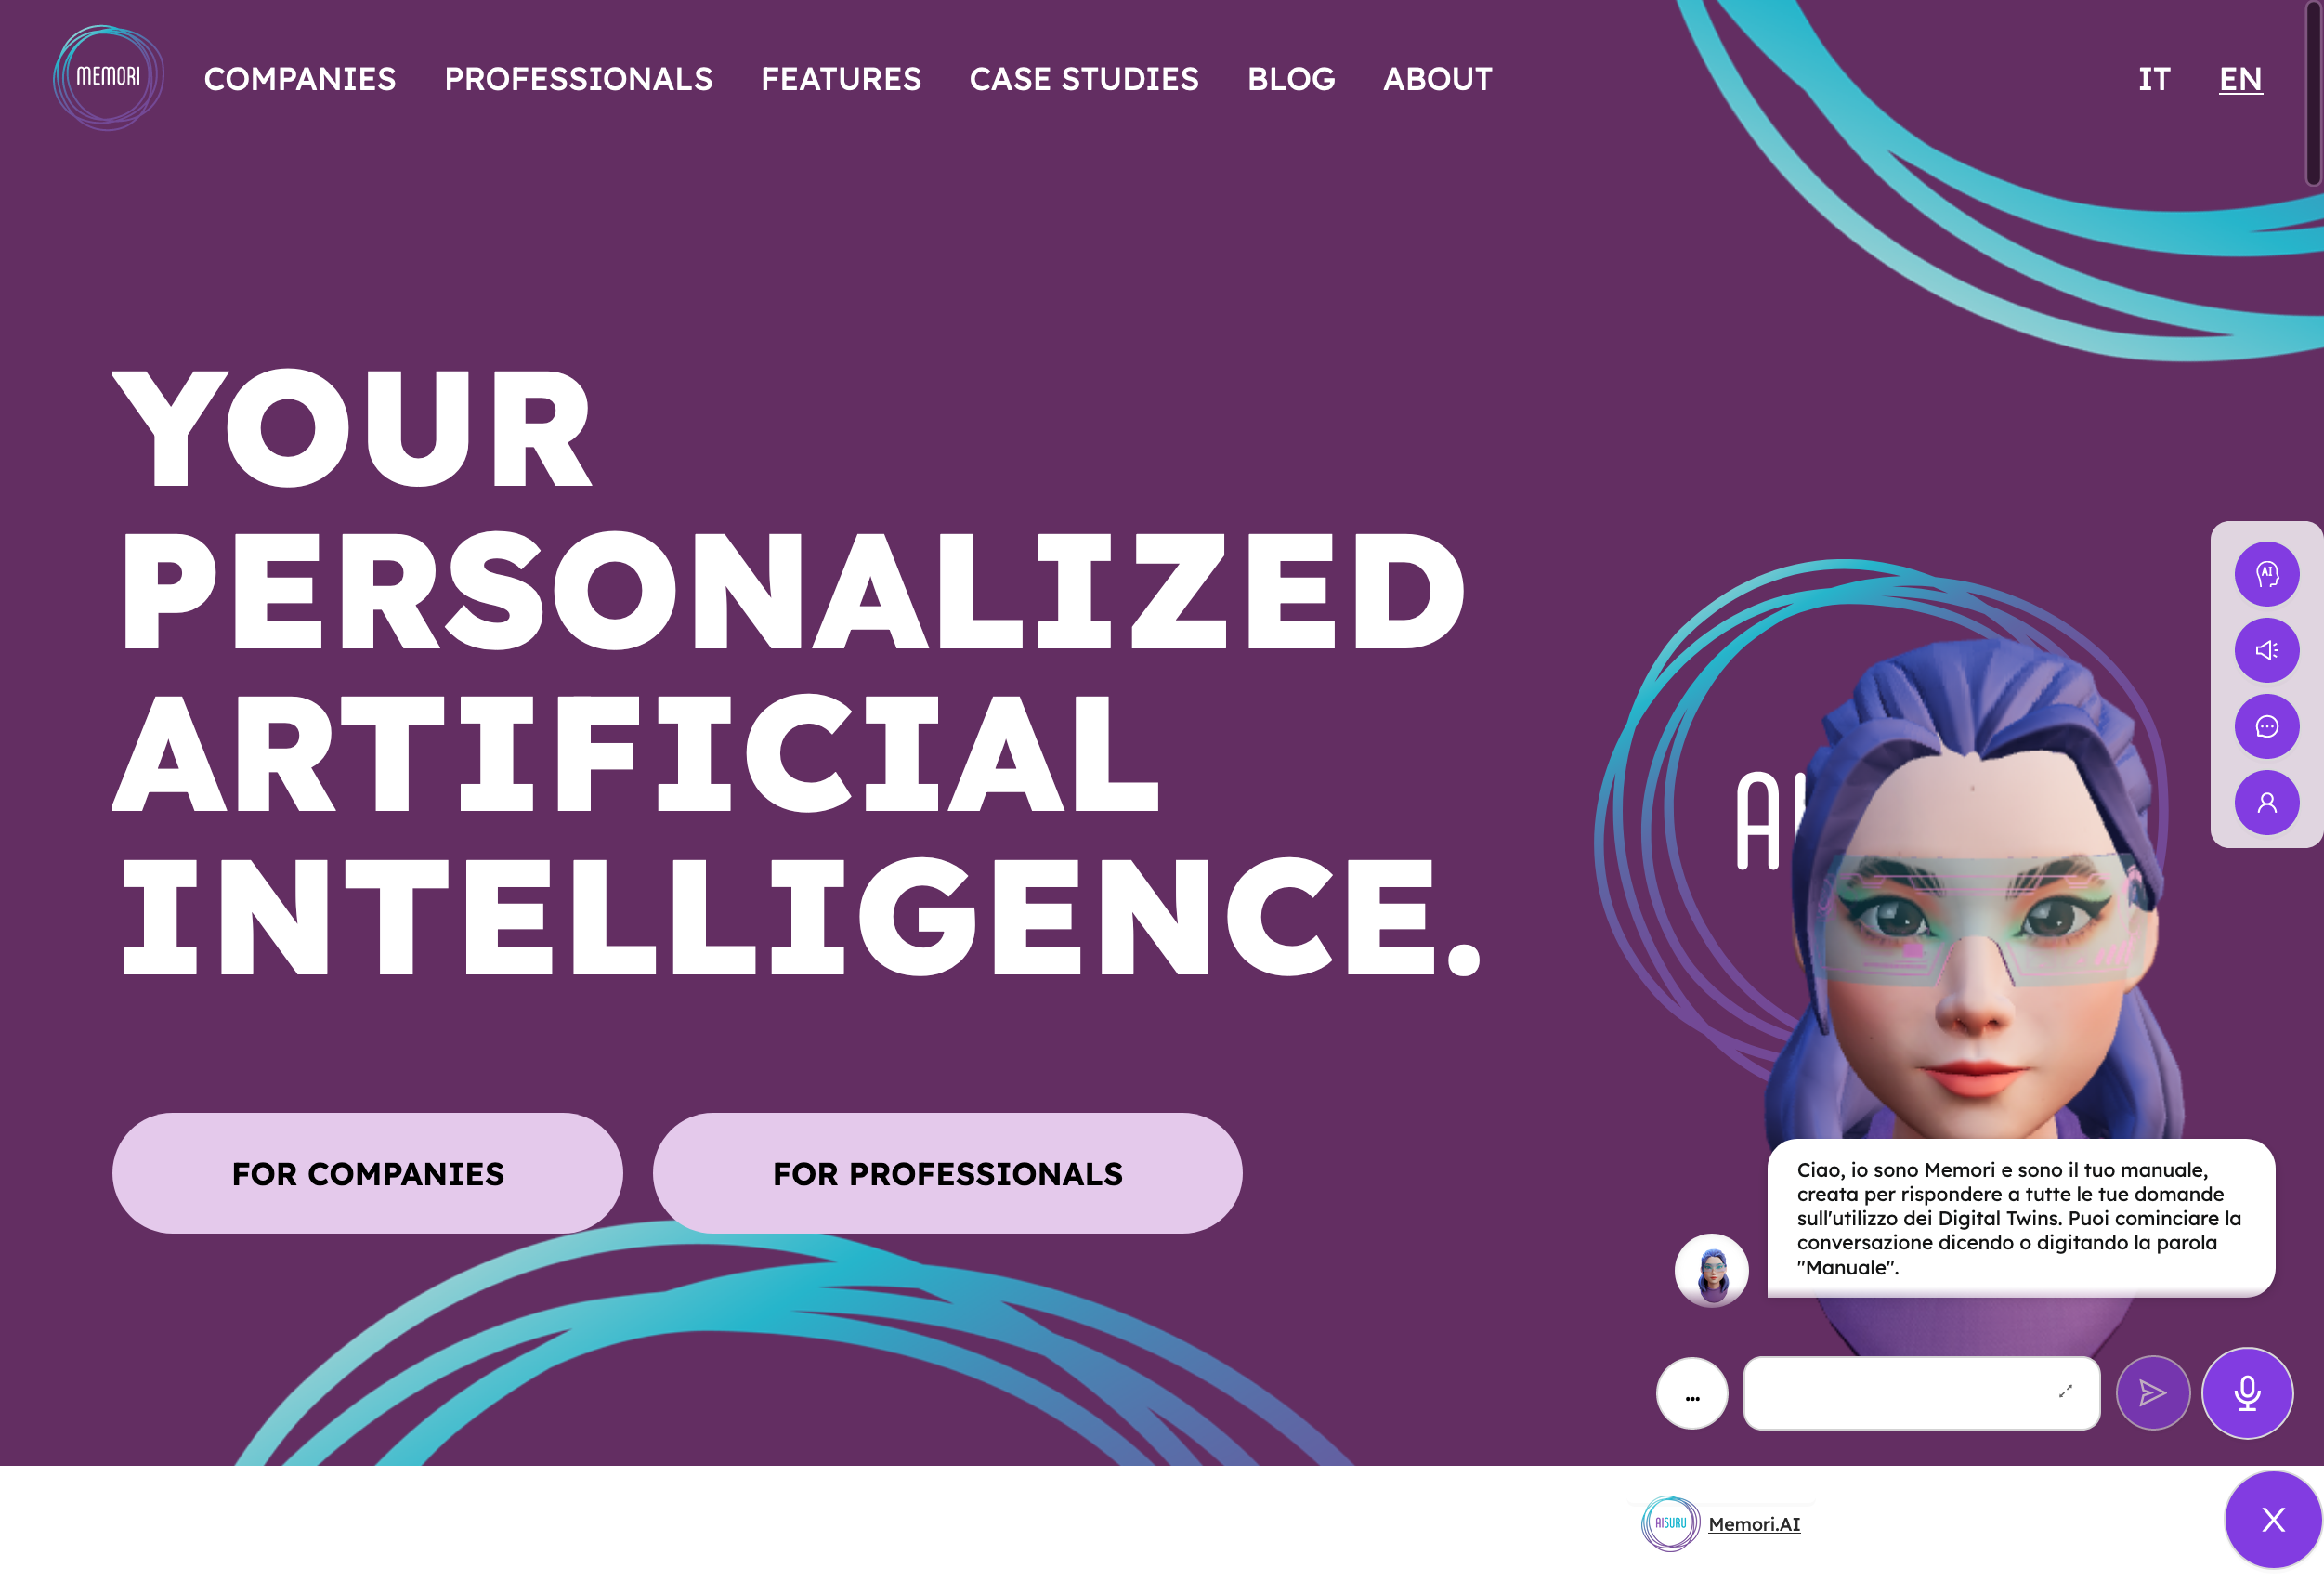 MEMORI
COMPANIES PROFESSIONALS FEATURES CASE STUDIES BLOG ABOUT IT EN
YOUR
PERSONALIZED
ARTIFICIAL
INTELLIGENCE.
AI
AI
FOR COMPANIES FOR PROFESSIONALS
Ciao, io sono Memori e sono il tuo manuale,
creata per rispondere a tutte le tue domande
sull'utilizzo dei Digital Twins. Puoi cominciare la
conversazione dicendo o digitando la parola
"Manuale".
...
AISURU Memori.AI
X